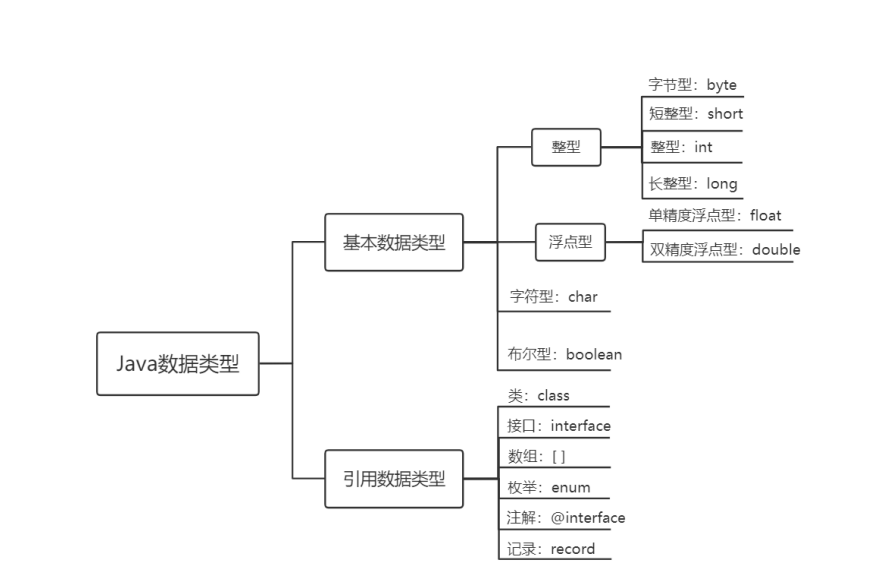 字节型：byte
短整型：short
整型
整型：int
长整型：long
单精度浮点型：float
基本数据类型
浮点型
双精度浮点型：double
字符型：char
布尔型：boolean
Java数据类型
类：class
接口：interface
数组：[ ]
引用数据类型
枚举：enum
注解：@interface
记录：record